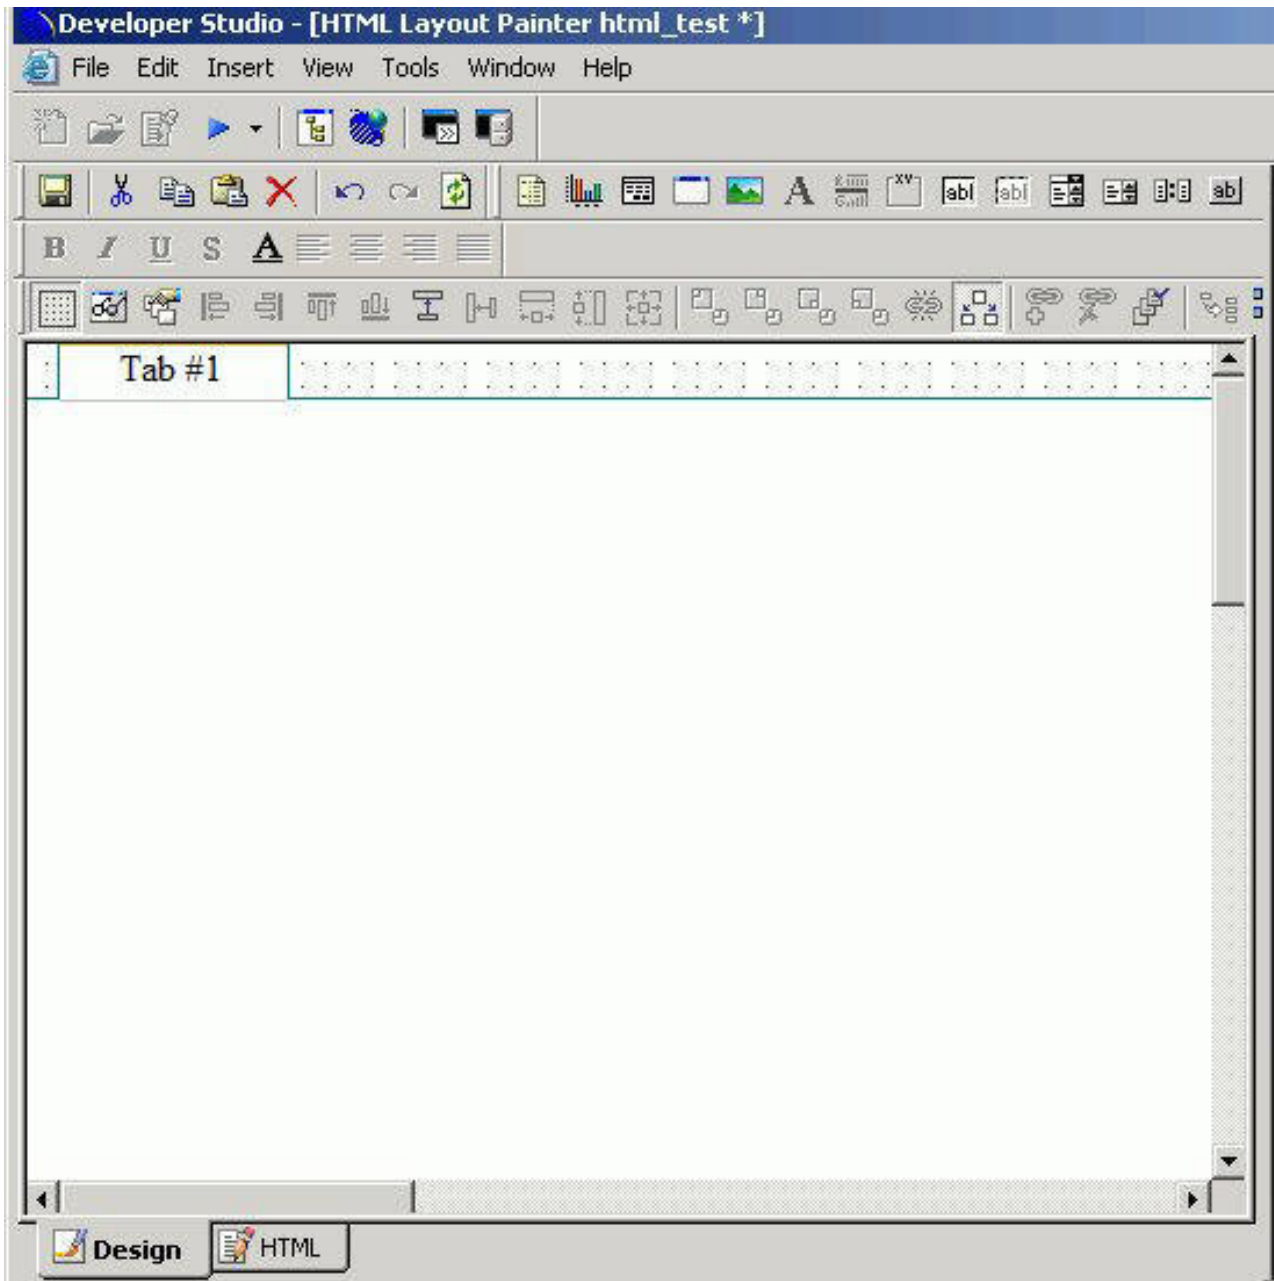 Developer Studio - [HTML Layout Painter html_test *]
File Edit Insert View Tools Window Help
A abl abl ab
B I U S A
Tab #1
Design HTML